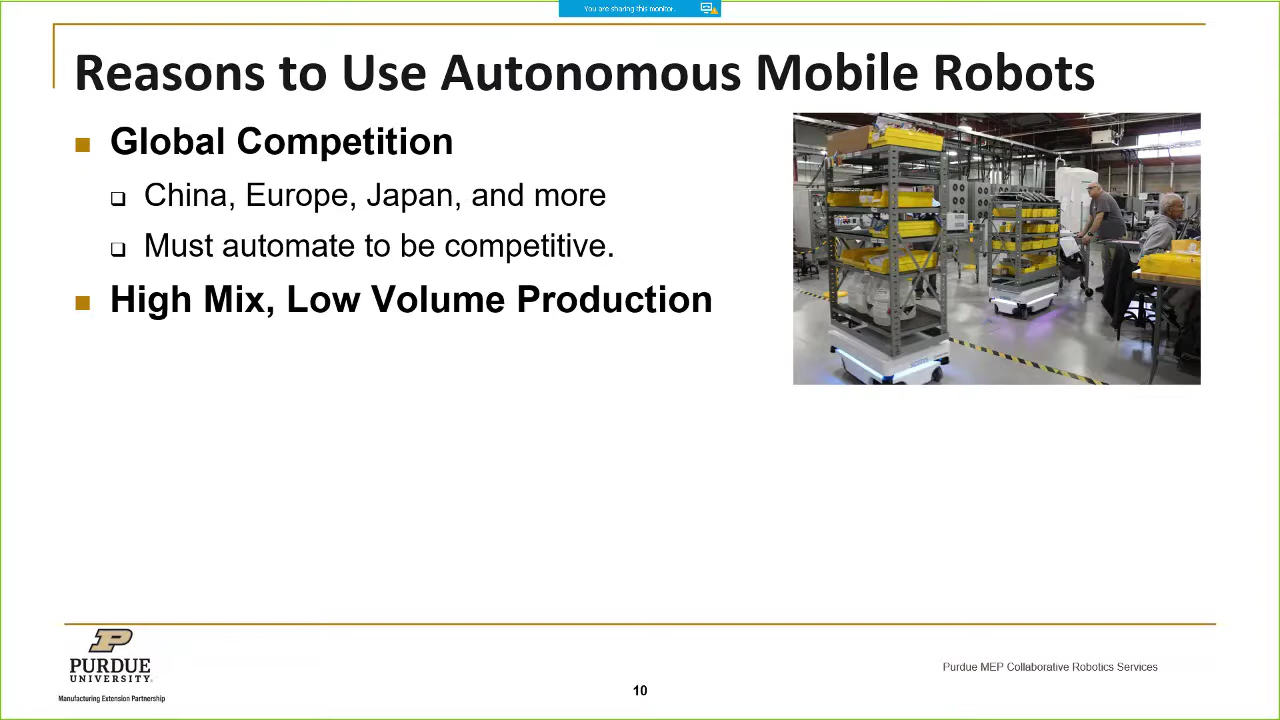 You are sharing this monitor.
Reasons to Use Autonomous Mobile Robots
Global Competition
China, Europe, Japan, and more
Must automate to be competitive.
High Mix, Low Volume Production
P
PURDUE
UNIVERSITY.
Manufacturing Extension Partnership
10
Purdue MEP Collaborative Robotics Services